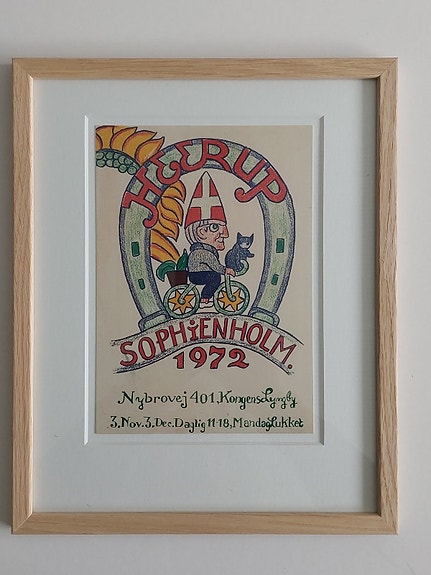 HEERUP
SOPHiENHOLM.
1972
Nybrovej 401, Kongens Lyngby
3. Nov. 3. Dec. Daglig 11-18, Mandag Lukket